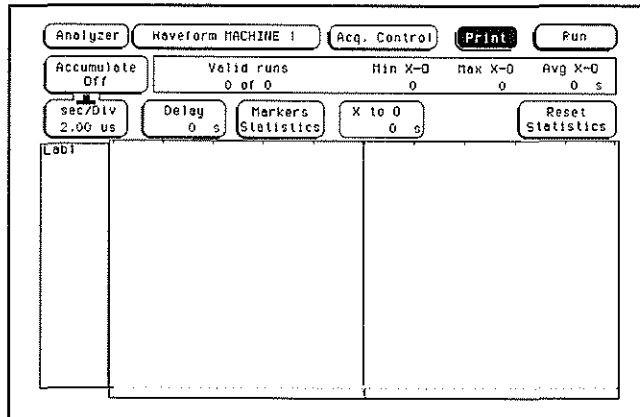 Analyzer Waveform MACHINE 1 Acq. Control Print Run
Accumulate Off
Valid runs Min X-O Max X-O Avg X-O
0 of 0 0 0 0 s
sec/Div 2.00 us
Delay 0 s
Markers Statistics
X to O 0 s
Reset Statistics
Lab1